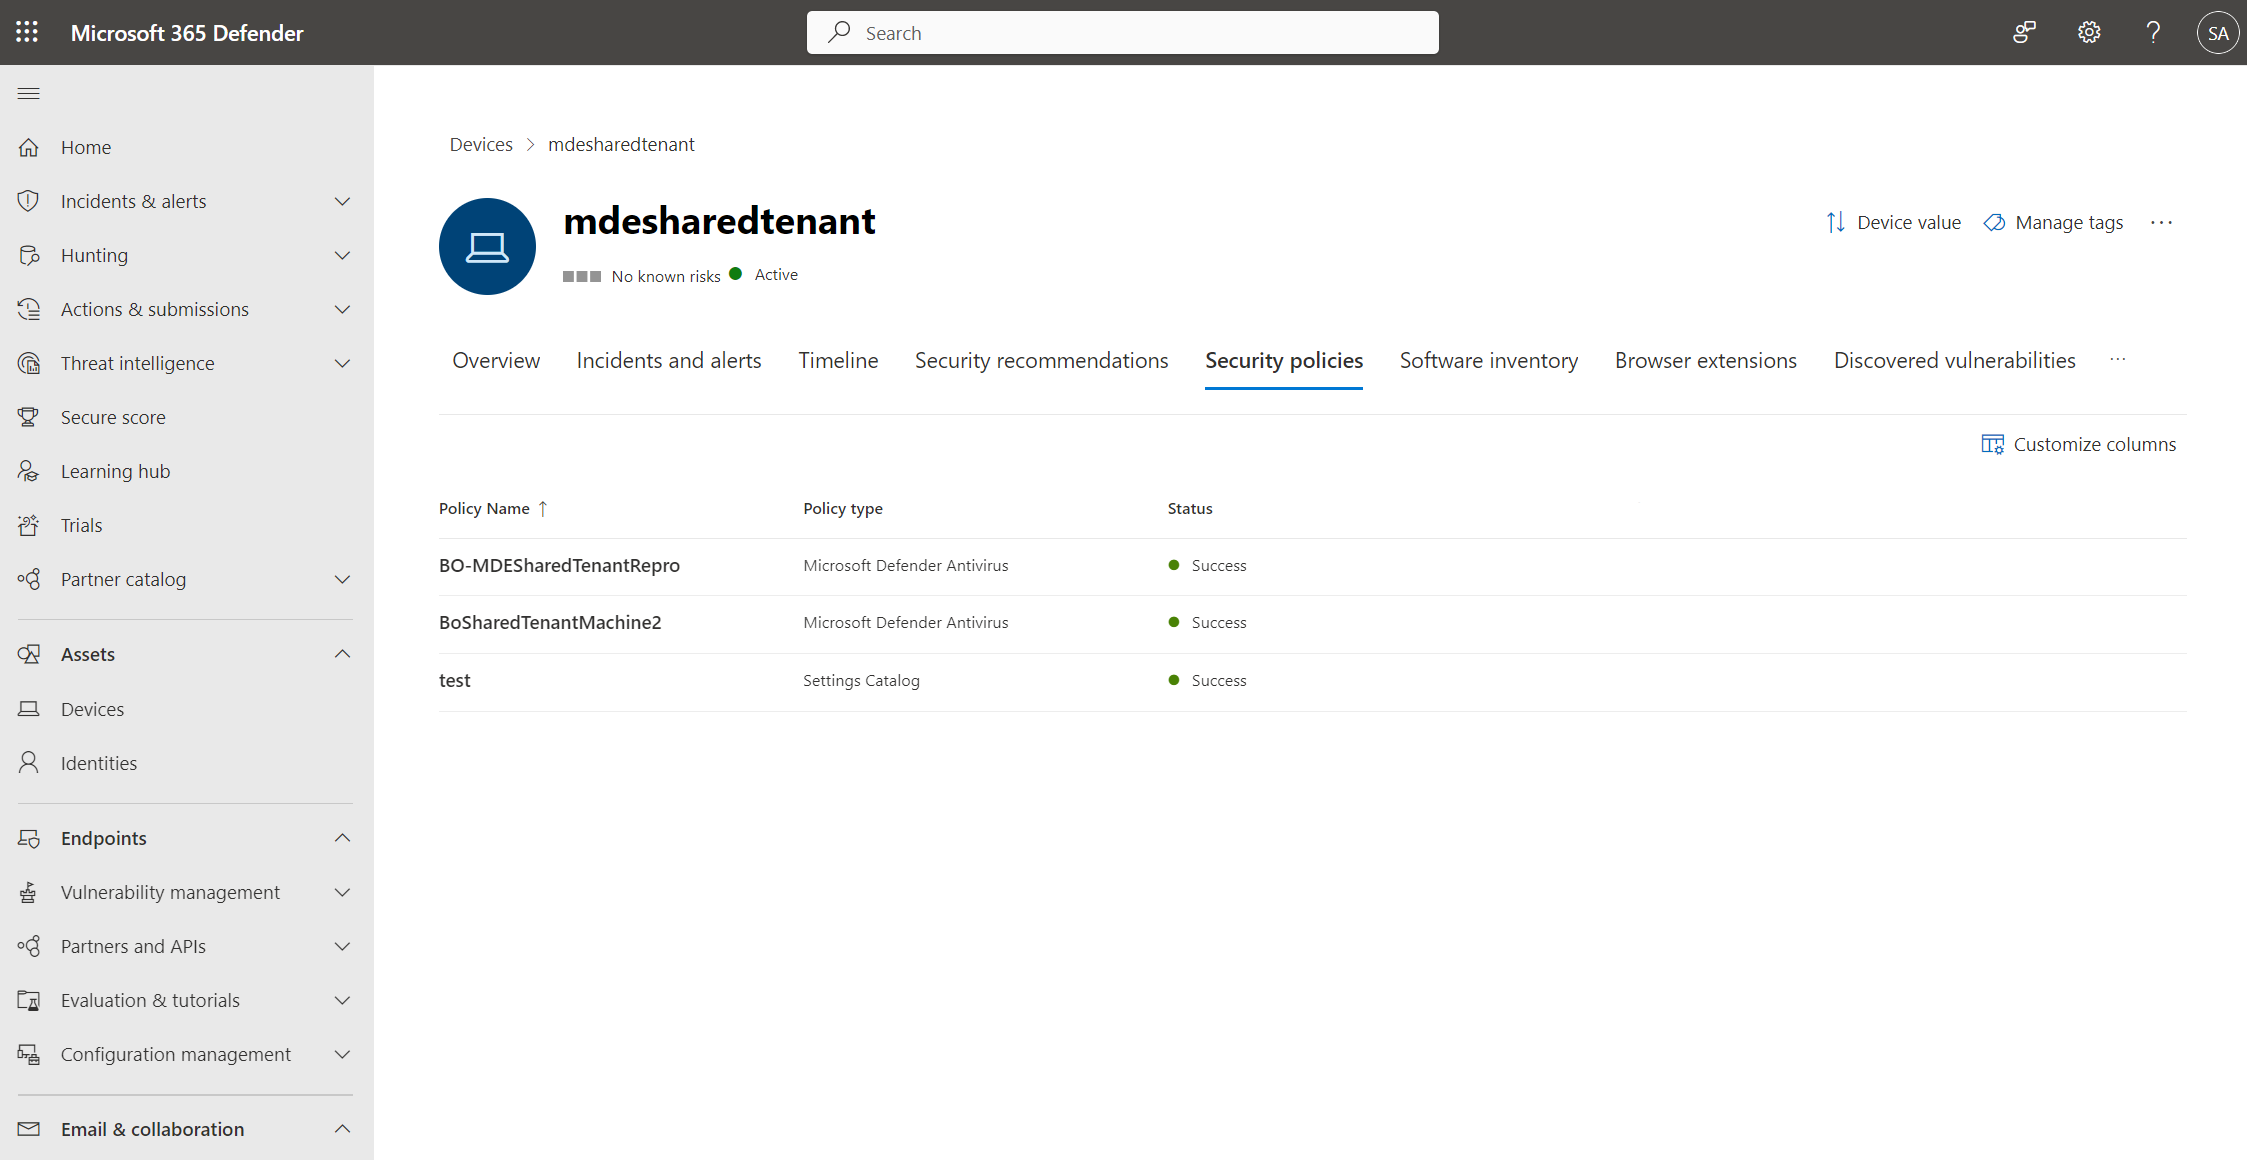 Microsoft 365 Defender
Search
SA
Home
Incidents & alerts
Hunting
Actions & submissions
Threat intelligence
Secure score
Learning hub
Trials
Partner catalog
Assets
Devices
Identities
Endpoints
Vulnerability management
Partners and APIs
Evaluation & tutorials
Configuration management
Email & collaboration
Devices > mdesharedtenant
mdesharedtenant
No known risks Active
Device value Manage tags ...
Overview Incidents and alerts Timeline Security recommendations Security policies Software inventory Browser extensions Discovered vulnerabilities ...
Customize columns
Policy Name ↑ Policy type Status
BO-MDESharedTenantRepro Microsoft Defender Antivirus Success
BoSharedTenantMachine2 Microsoft Defender Antivirus Success
test Settings Catalog Success